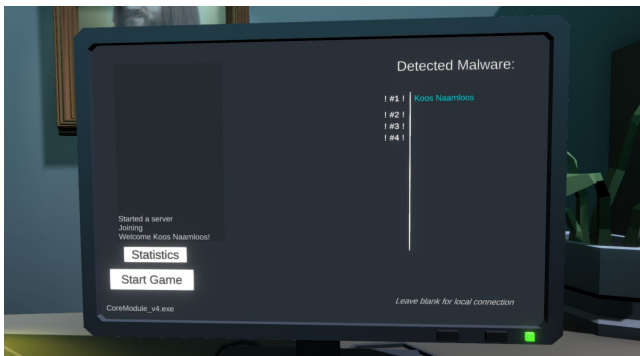 Detected Malware:
! #1 ! Koos Naamloos
! #2 !
! #3 !
! #4 !
Started a server
Joining
Welcome Koos Naamloos!
Statistics
Start Game
CoreModule_v4.exe
Leave blank for local connection